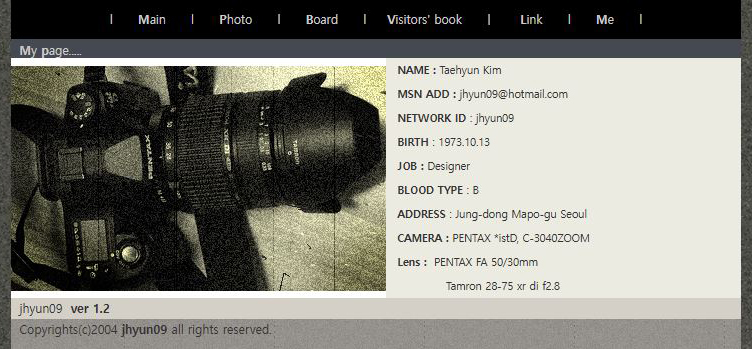 | Main | Photo | Board | Visitors' book | Link | Me |
My page.....
PENTAX
NAME : Taehyun Kim
MSN ADD : jhyun09@hotmail.com
NETWORK ID : jhyun09
BIRTH : 1973.10.13
JOB : Designer
BLOOD TYPE : B
ADDRESS : Jung-dong Mapo-gu Seoul
CAMERA : PENTAX *istD, C-3040ZOOM
Lens : PENTAX FA 50/30mm
Tamron 28-75 xr di f2.8
jhyun09 ver 1.2
Copyrights(c)2004 jhyun09 all rights reserved.